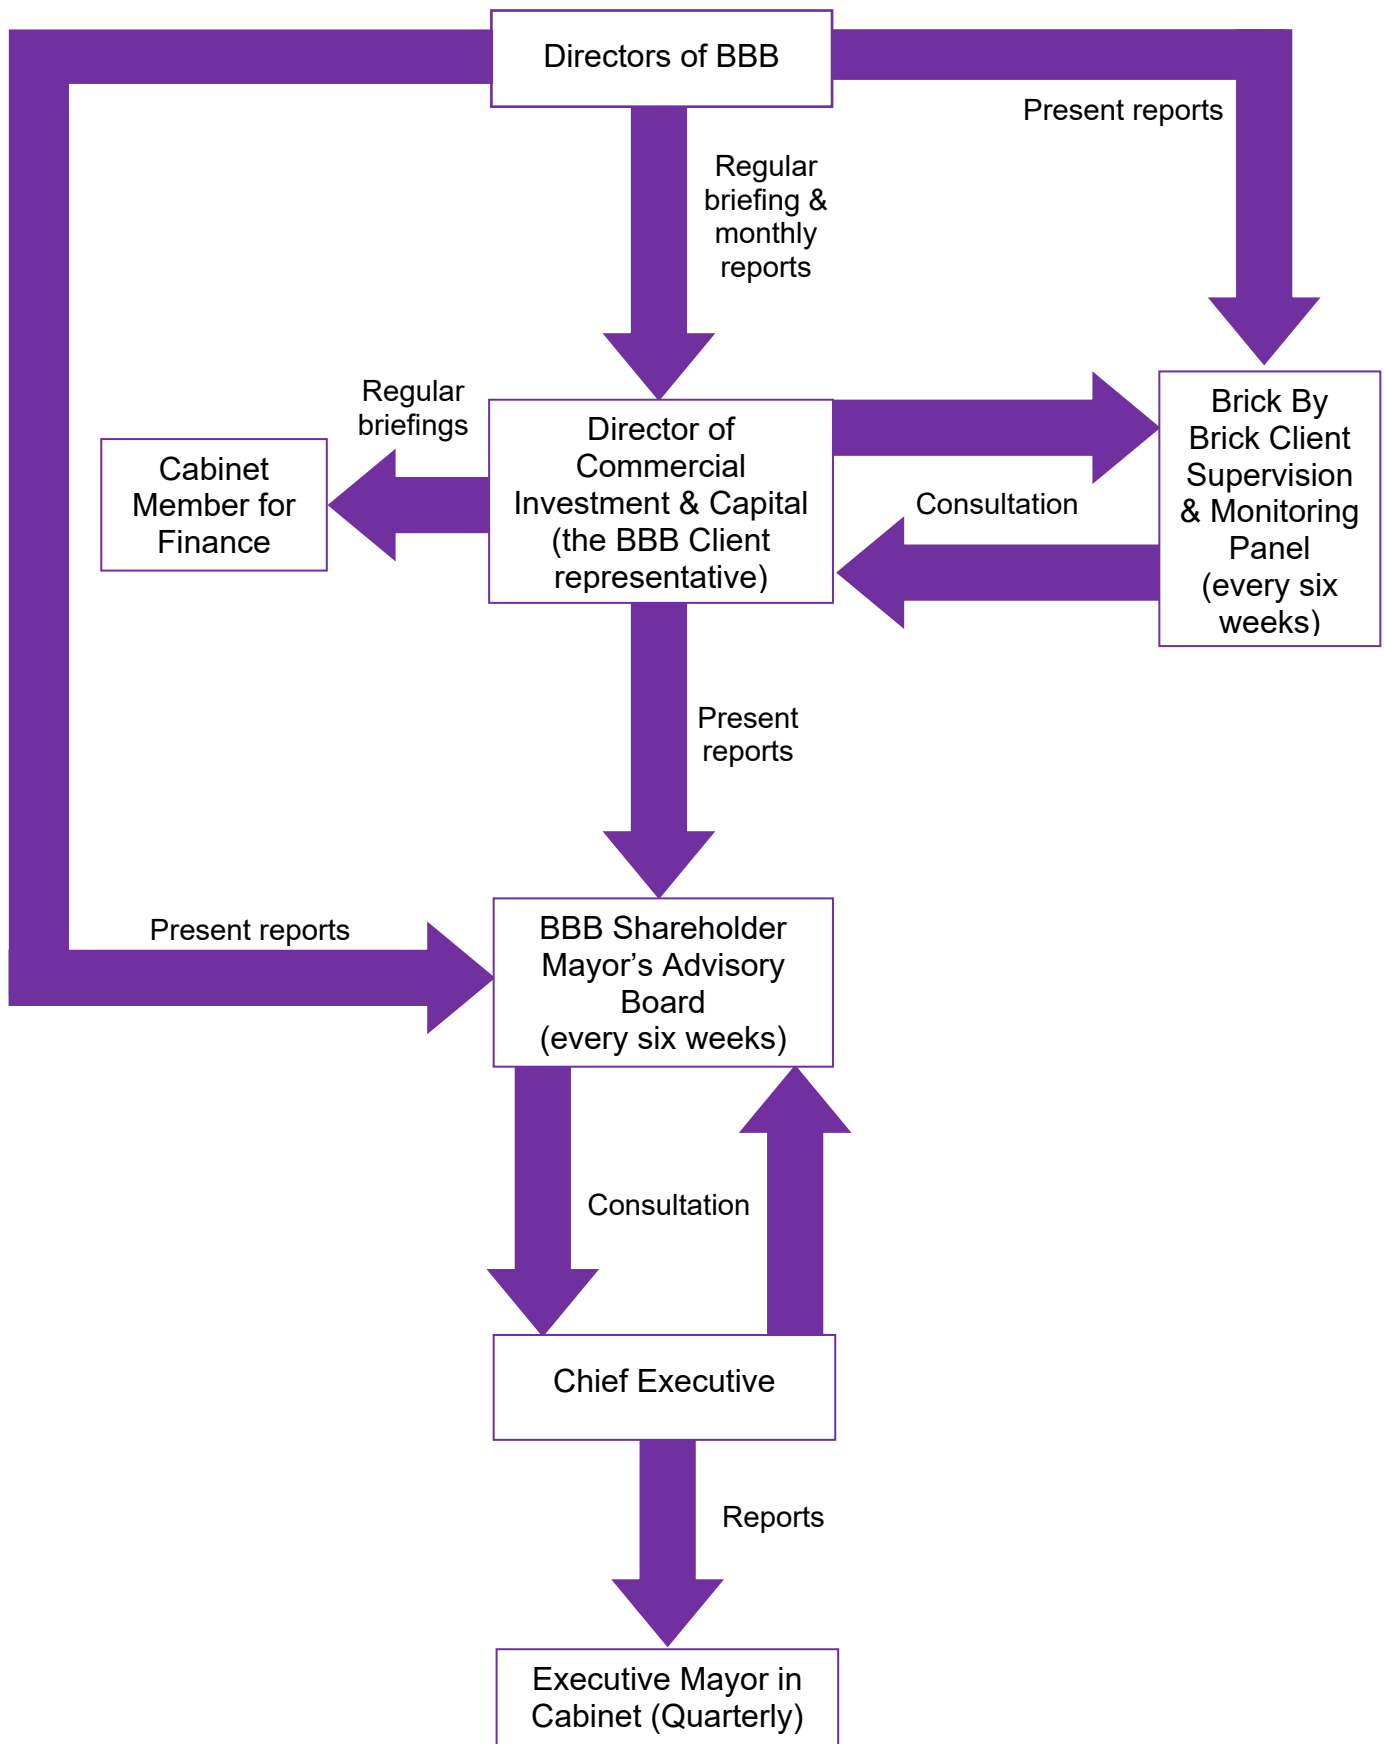 Directors of BBB
Present reports
Regular
briefing &
monthly
reports
Regular
briefings
Cabinet
Member for
Finance
Director of
Commercial
Investment & Capital
(the BBB Client
representative)
Consultation
Brick By
Brick Client
Supervision
& Monitoring
Panel
(every six
weeks)
Present
reports
Present reports
BBB Shareholder
Mayor’s Advisory
Board
(every six weeks)
Consultation
Chief Executive
Reports
Executive Mayor in
Cabinet (Quarterly)